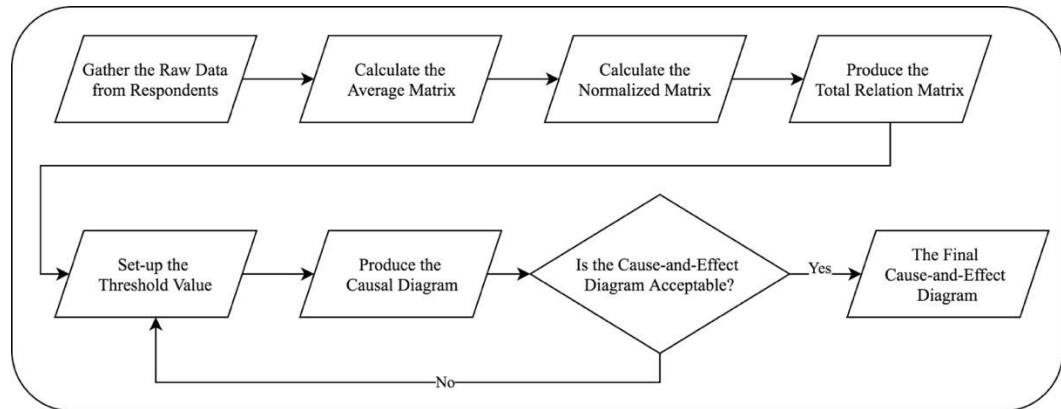 Gather the Raw Data
from Respondents
Calculate the
Average Matrix
Calculate the
Normalized Matrix
Produce the
Total Relation Matrix
Set-up the
Threshold Value
Produce the
Causal Diagram
Is the Cause-and-Effect
Diagram Acceptable?
Yes
The Final
Cause-and-Effect
Diagram
No